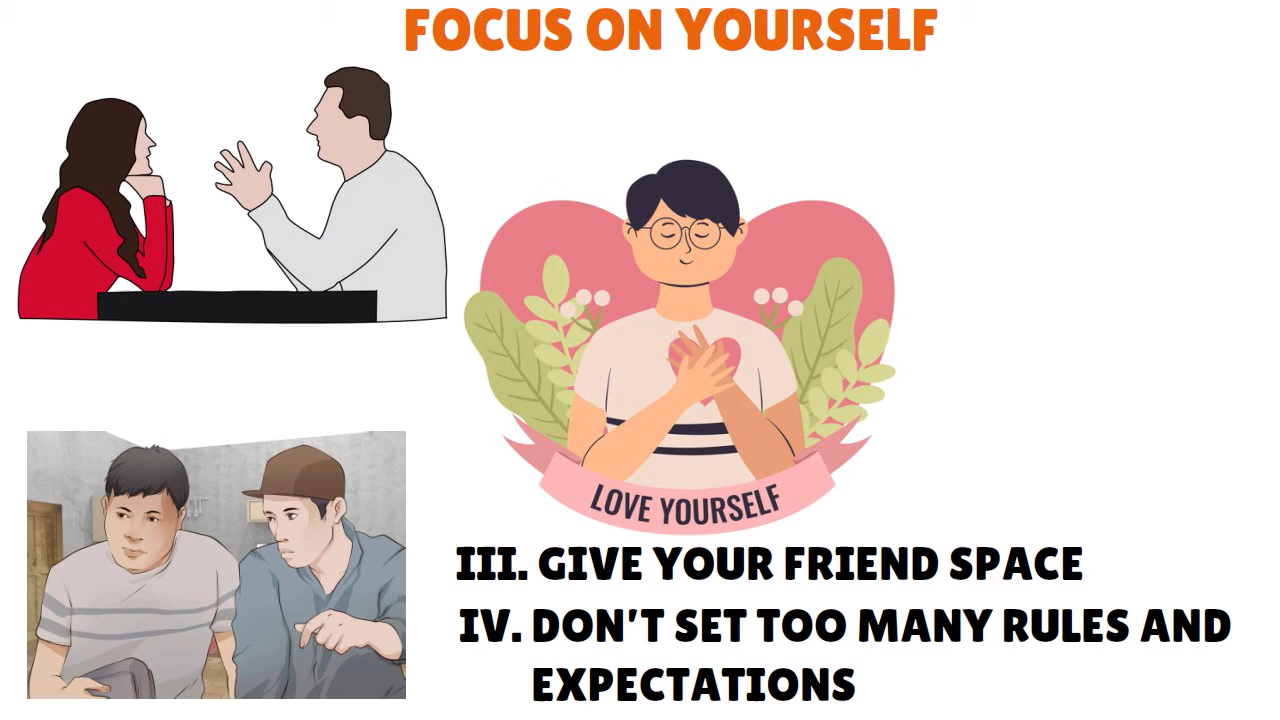 FOCUS ON YOURSELF
LOVE YOURSELF
III. GIVE YOUR FRIEND SPACE
IV. DON'T SET TOO MANY RULES AND
EXPECTATIONS